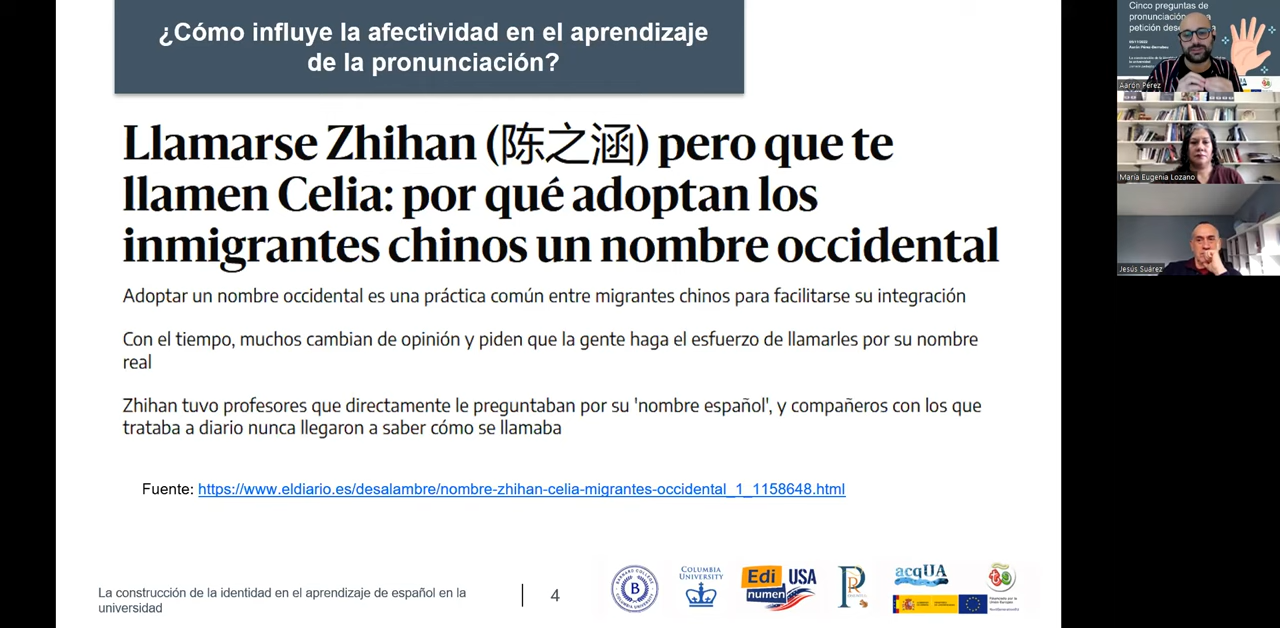 ¿Cómo influye la afectividad en el aprendizaje
de la pronunciación?
Llamarse Zhihan (陈之涵) pero que te
llamen Celia: por qué adoptan los
inmigrantes chinos un nombre occidental
Adoptar un nombre occidental es una práctica común entre migrantes chinos para facilitarse su integración
Con el tiempo, muchos cambian de opinión y piden que la gente haga el esfuerzo de llamarles por su nombre
real
Zhihan tuvo profesores que directamente le preguntaban por su 'nombre español', y compañeros con los que
trataba a diario nunca llegaron a saber cómo se llamaba
Fuente: https://www.eldiario.es/desalambre/nombre-zhihan-celia-migrantes-occidental_1_1158648.html
La construcción de la identidad en el aprendizaje de español en la
universidad
4
B
COLUMBIA
UNIVERSITY
Edi
numen
USA
acqUA
Cinco preguntas de
pronunciación
petición
Aarón Pérez
María Eugenia Lozano
Jesús Suárez